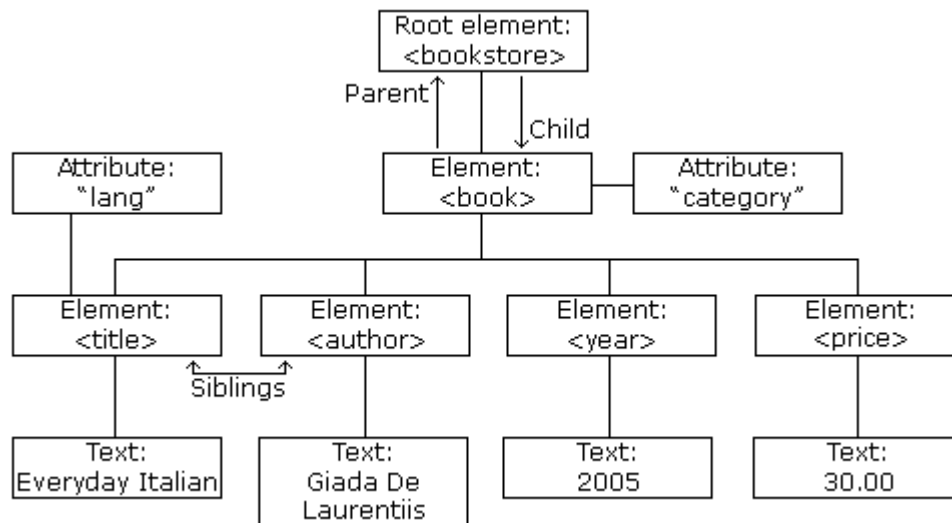 Root element:
<bookstore>
Parent
Child
Attribute:
“lang”
Element:
<book>
Attribute:
“category”
Element:
<title>
Element:
<author>
Element:
<year>
Element:
<price>
Siblings
Text:
Everyday Italian
Text:
Giada De
Laurentiis
Text:
2005
Text:
30.00